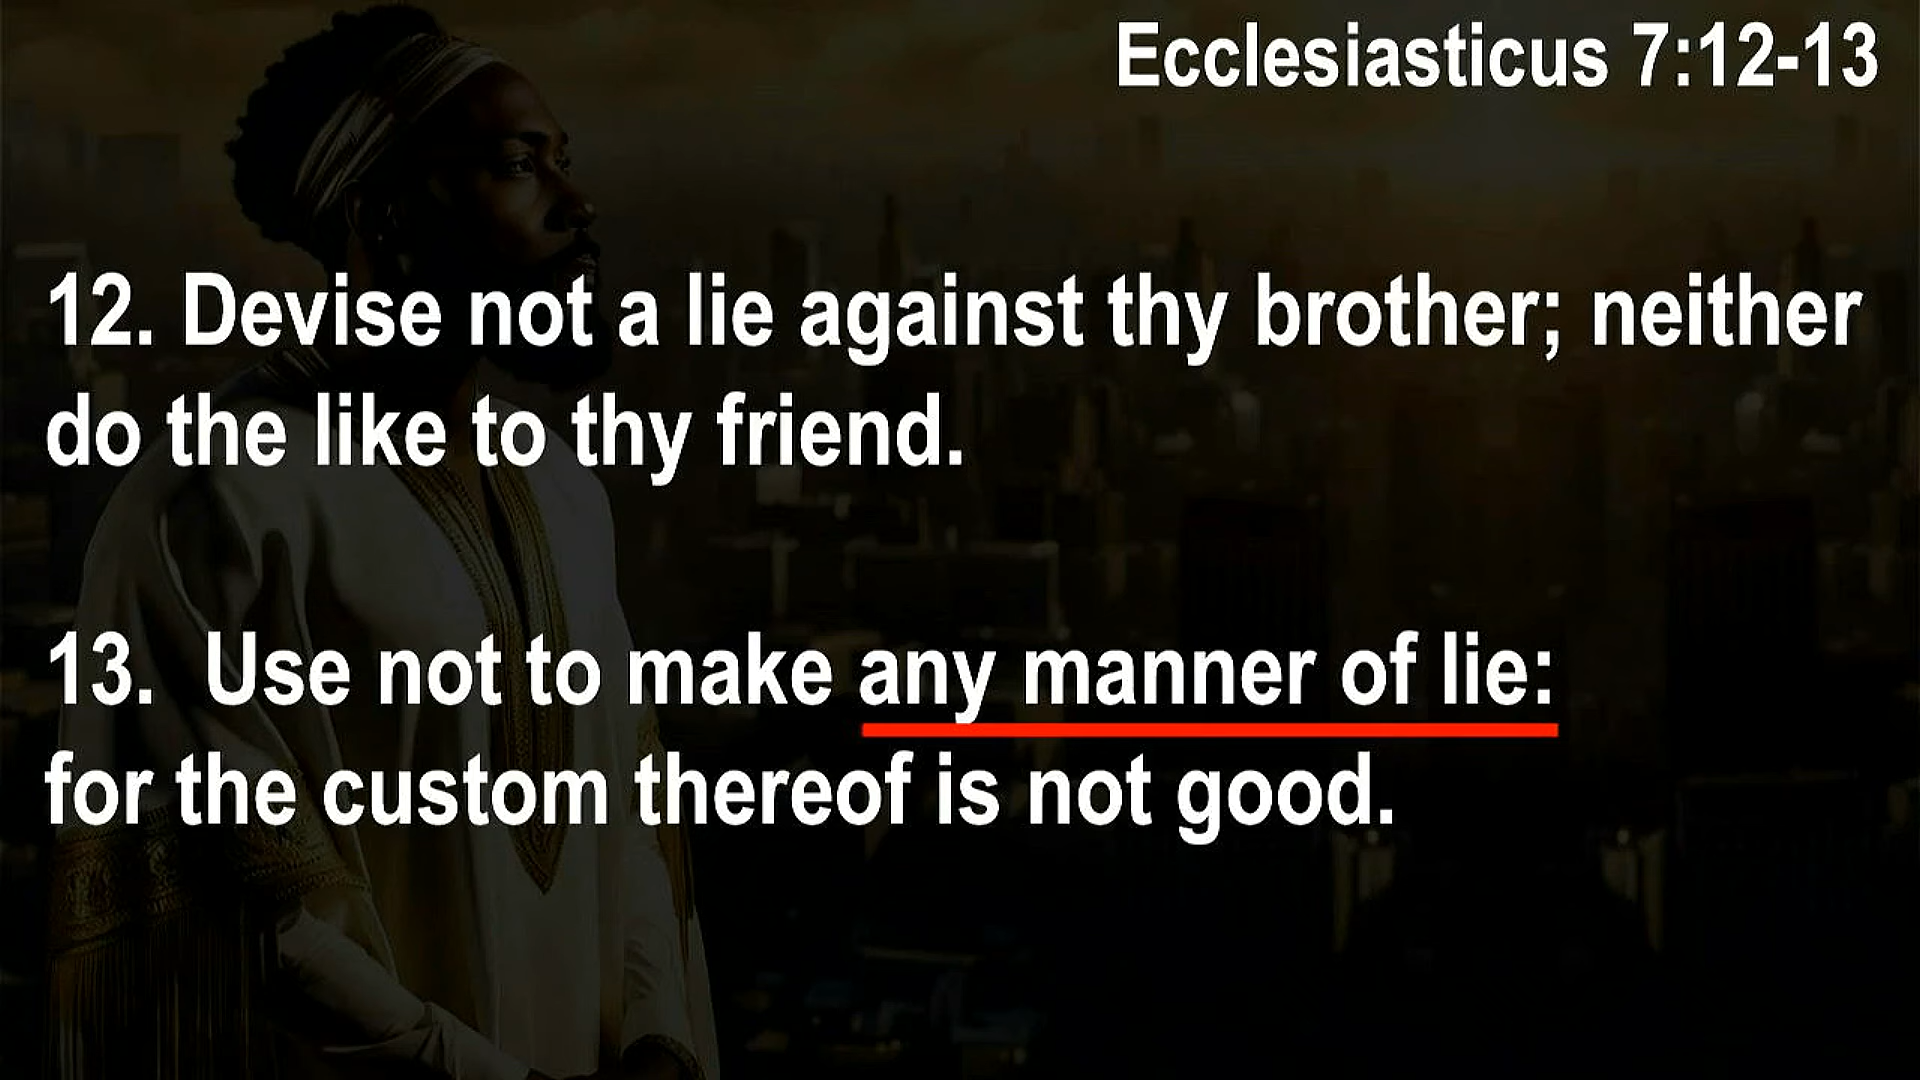 Ecclesiasticus 7:12-13
12. Devise not a lie against thy brother; neither
do the like to thy friend.
13. Use not to make any manner of lie:
for the custom thereof is not good.